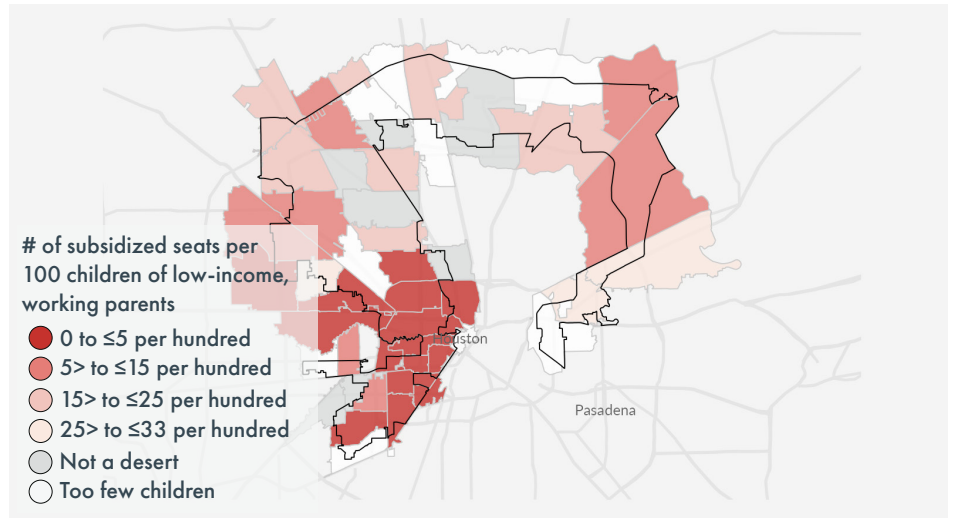 # of subsidized seats per
100 children of low-income,
working parents
0 to ≤5 per hundred
5> to ≤15 per hundred
15> to ≤25 per hundred
25> to ≤33 per hundred
Not a desert
Too few children
Houston
Pasadena